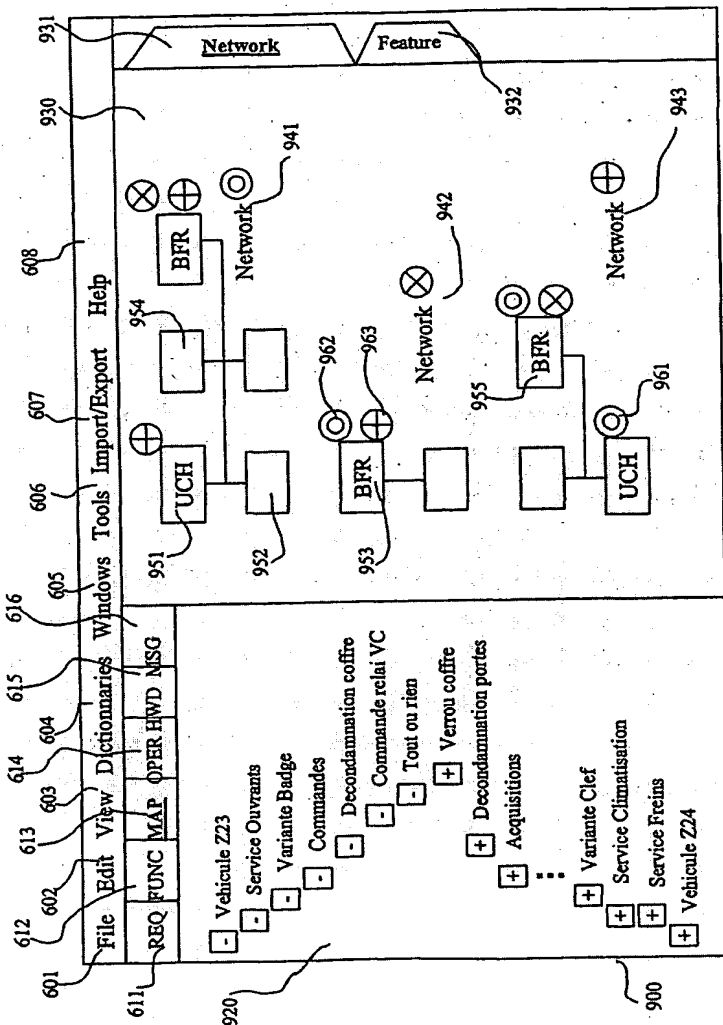 601 602 603 604 605 606 607 608
File Edit View Dictionnaries Windows Tools Import/Export Help
611 612 613 614 615 616
REQ FUNC MAP OPER HWD MSG
Vehicule Z23
Service Ouvrants
Variante Badge
Commandes
Decondamnation coffre
Commande relai VC
Tout ou rien
Verrou coffre
Decondamnation portes
Acquisitions
Variante Clef
Service Climatisation
Service Freins
Vehicule Z24
920
900
930
931
Network
932
Feature
951
UCH
952
954
BFR
Network
941
962
963
BFR
953
Network
942
955
BFR
961
UCH
Network
943